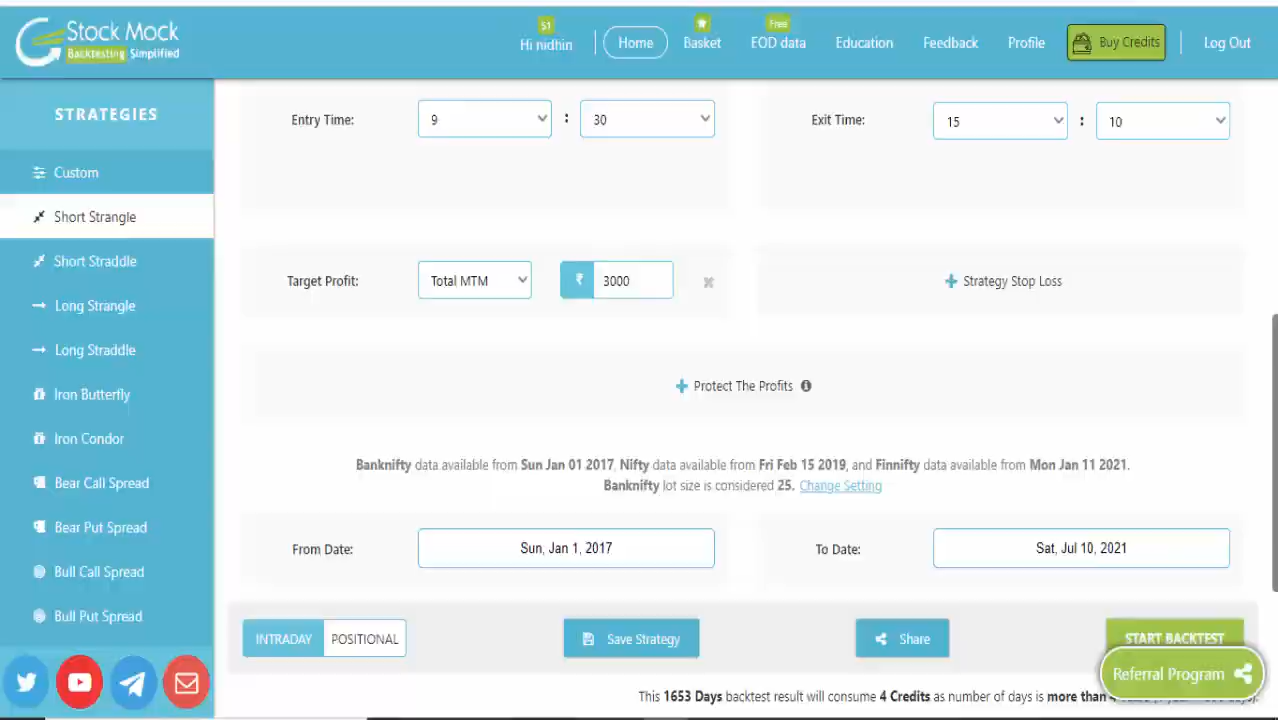 Stock Mock
Backtesting Simplified
51
Hi nidhin
Home
Basket
Free
EOD data
Education
Feedback
Profile
Buy Credits
Log Out
STRATEGIES
Custom
Short Strangle
Short Straddle
Long Strangle
Long Straddle
Iron Butterfly
Iron Condor
Bear Call Spread
Bear Put Spread
Bull Call Spread
Bull Put Spread
Entry Time: 9 : 30
Exit Time: 15 : 10
Target Profit: Total MTM ₹ 3000
Strategy Stop Loss
Protect The Profits
Banknifty data available from Sun Jan 01 2017, Nifty data available from Fri Feb 15 2019, and Finnifty data available from Mon Jan 11 2021.
Banknifty lot size is considered 25. Change Setting
From Date: Sun, Jan 1, 2017
To Date: Sat, Jul 10, 2021
INTRADAY POSITIONAL
Save Strategy
Share
START BACKTEST
Referral Program
This 1653 Days backtest result will consume 4 Credits as number of days is more than